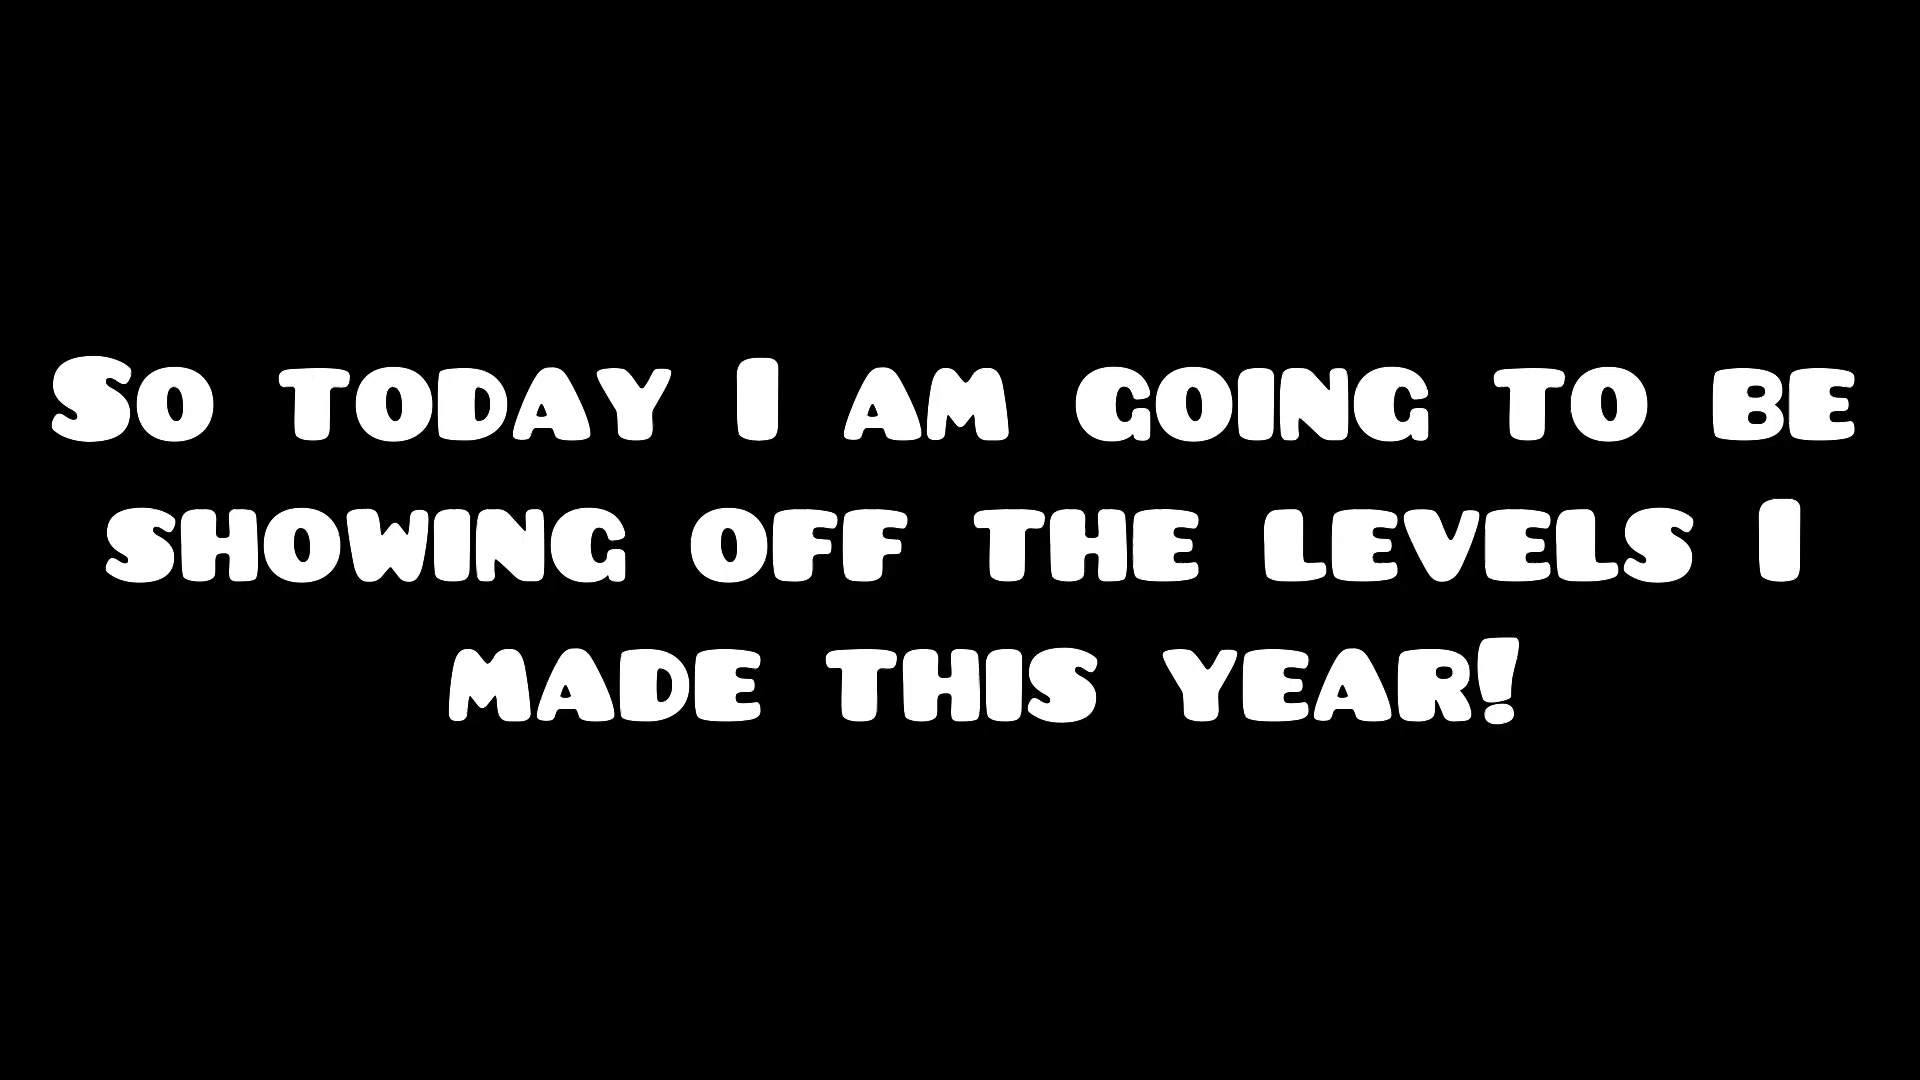 So today I am going to be
showing off the levels I
made this year!